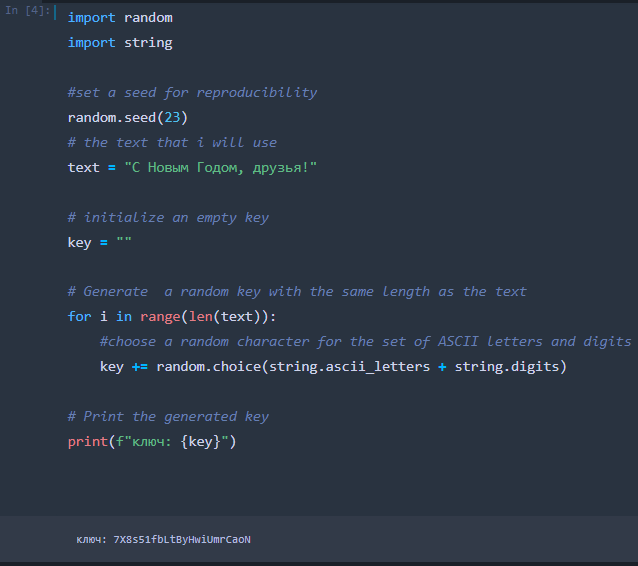 In [4]:
import random
import string
#set a seed for reproducibility
random.seed(23)
# the text that i will use
text = "С Новым Годом, друзья!"
# initialize an empty key
key = ""
# Generate  a random key with the same length as the text
for i in range(len(text)):
#choose a random character for the set of ASCII letters and digits
key += random.choice(string.ascii_letters + string.digits)
# Print the generated key
print(f"ключ: {key}")
ключ: 7X8s51fbLtByHwiUmrCaoN